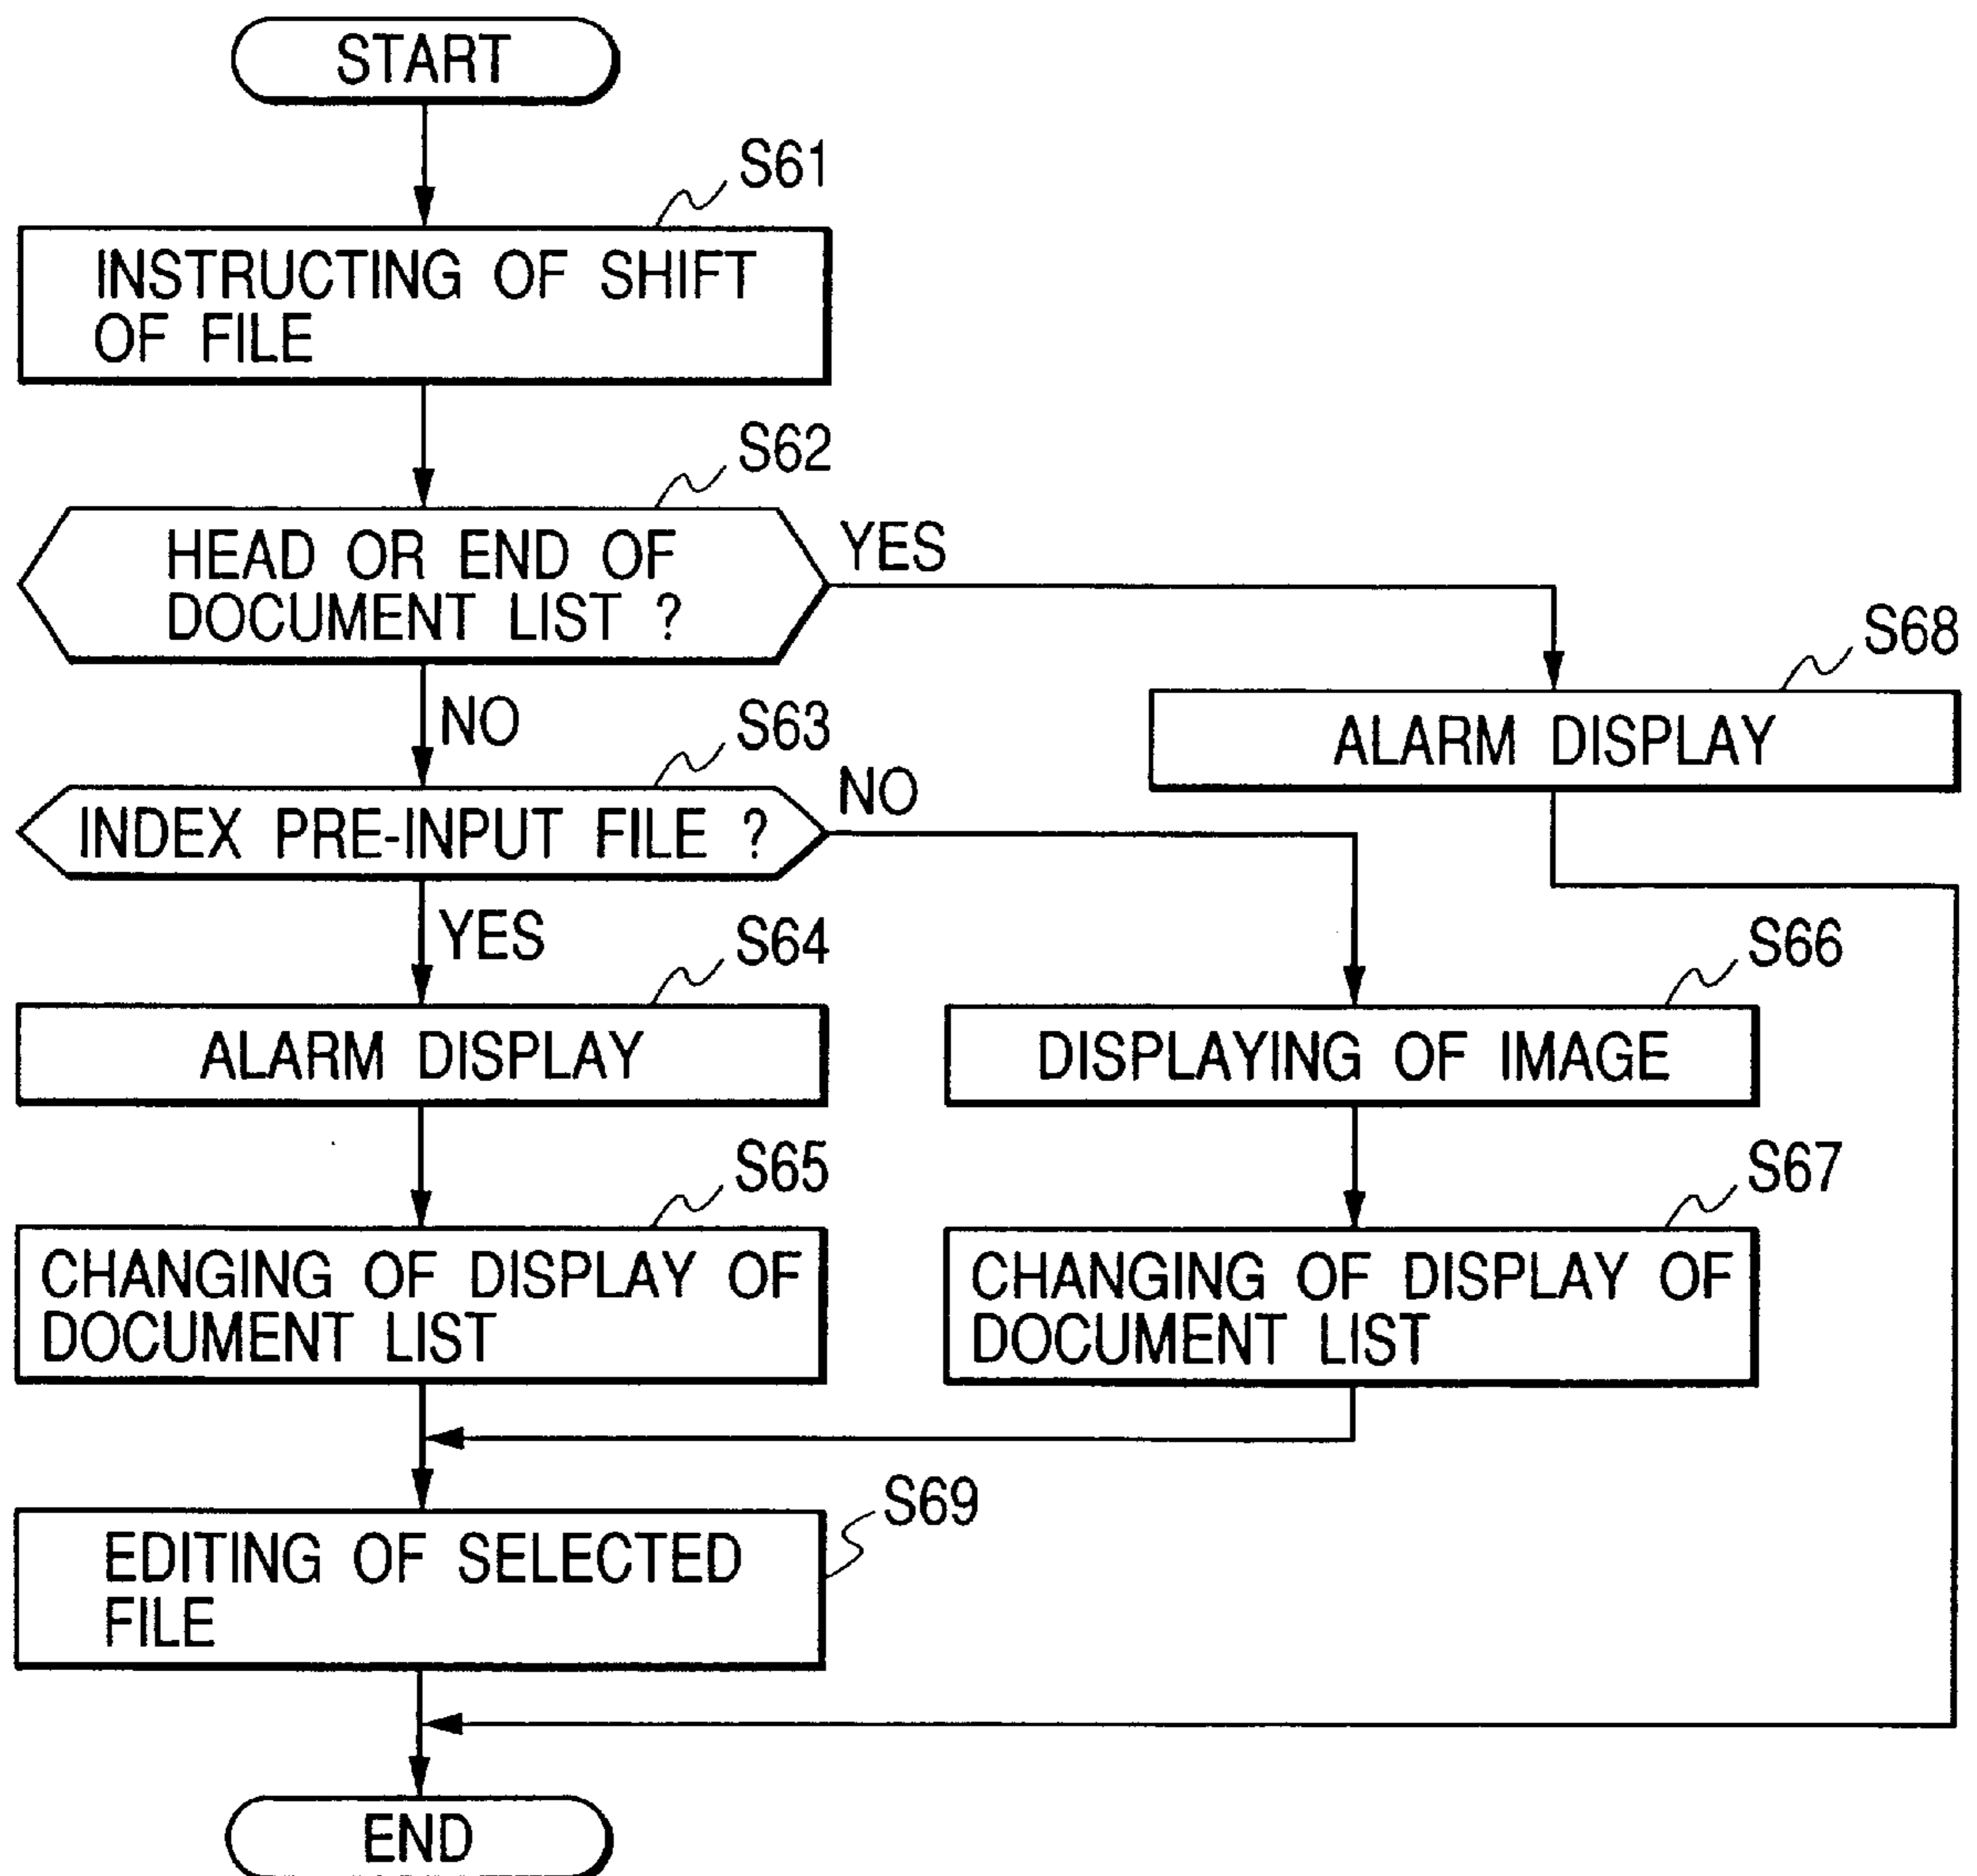 START
S61
INSTRUCTING OF SHIFT
OF FILE
S62
HEAD OR END OF
DOCUMENT LIST ?
YES
NO
S68
ALARM DISPLAY
S63
INDEX PRE-INPUT FILE ?
NO
YES
S64
ALARM DISPLAY
S66
DISPLAYING OF IMAGE
S65
CHANGING OF DISPLAY OF
DOCUMENT LIST
S67
CHANGING OF DISPLAY OF
DOCUMENT LIST
S69
EDITING OF SELECTED
FILE
END